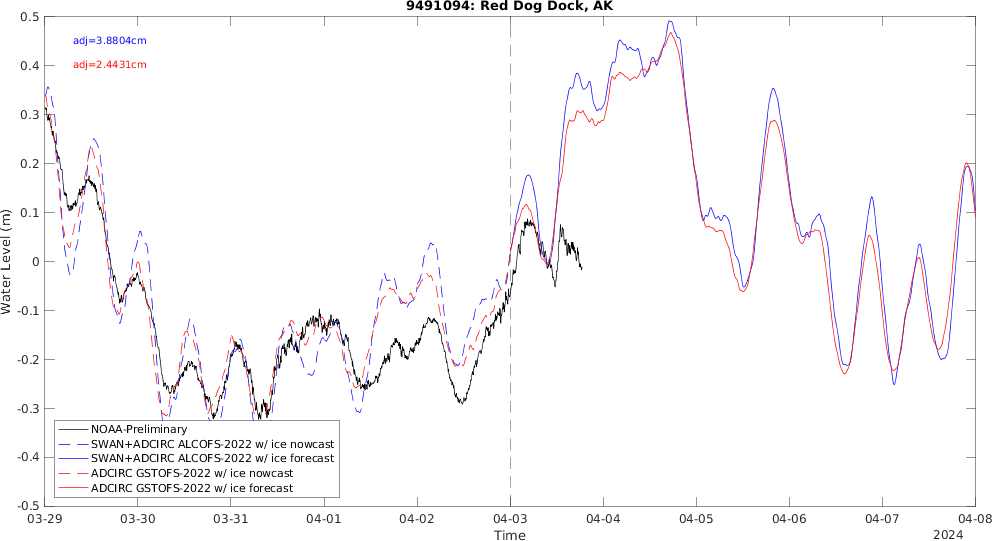 9491094: Red Dog Dock, AK
adj=3.8804cm
adj=2.4431cm
0.5
0.4
0.3
0.2
0.1
0
-0.1
-0.2
-0.3
-0.4
-0.5
Water Level (m)
NOAA-Preliminary
SWAN+ADCIRC ALCOFS-2022 w/ ice nowcast
SWAN+ADCIRC ALCOFS-2022 w/ ice forecast
ADCIRC GSTOFS-2022 w/ ice nowcast
ADCIRC GSTOFS-2022 w/ ice forecast
03-29 03-30 03-31 04-01 04-02 04-03 04-04 04-05 04-06 04-07 04-08
Time
2024